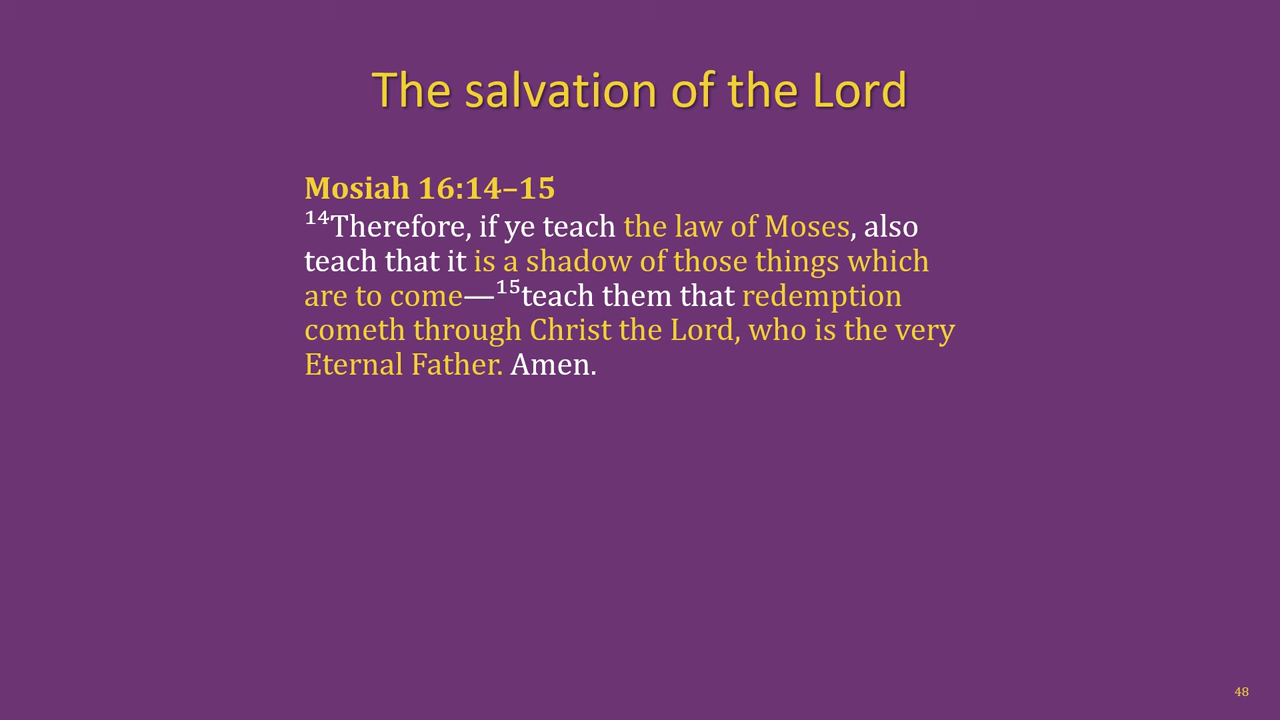 The salvation of the Lord
Mosiah 16:14–15
¹⁴Therefore, if ye teach the law of Moses, also
teach that it is a shadow of those things which
are to come—¹⁵teach them that redemption
cometh through Christ the Lord, who is the very
Eternal Father. Amen.
48